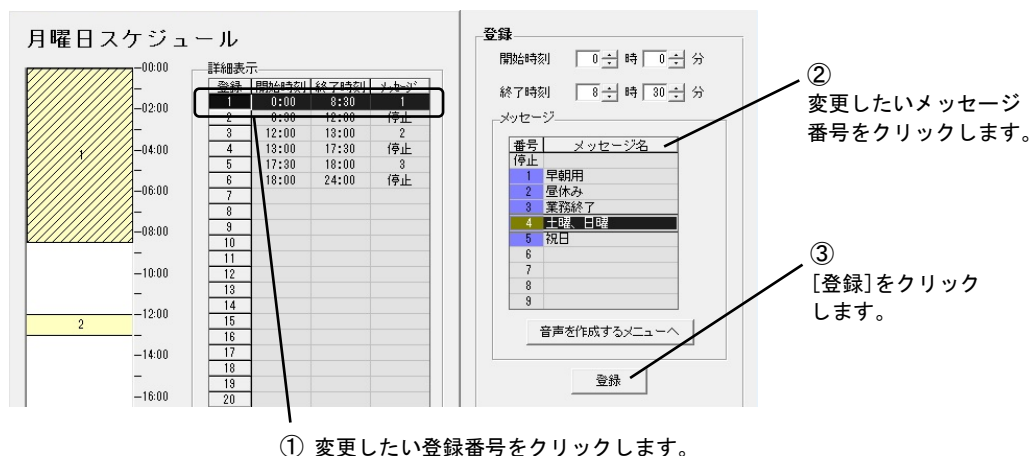 月曜日スケジュール
00:00
02:00
04:00
06:00
08:00
10:00
12:00
14:00
16:00
1
2
詳細表示
登録 開始時刻 終了時刻 メッセージ
1 0:00 8:30 1
2 8:30 12:00 停止
3 12:00 13:00 2
4 13:00 17:30 停止
5 17:30 18:00 3
6 18:00 24:00 停止
7
8
9
10
11
12
13
14
15
16
17
18
19
20
登録
開始時刻 0 時 0 分
終了時刻 8 時 30 分
メッセージ
番号 メッセージ名
停止
1 早朝用
2 昼休み
3 業務終了
4 土曜、日曜
5 祝日
6
7
8
9
音声を作成するメニューへ
登録
②
変更したいメッセージ
番号をクリックします。
③
[登録]をクリック
します。
① 変更したい登録番号をクリックします。